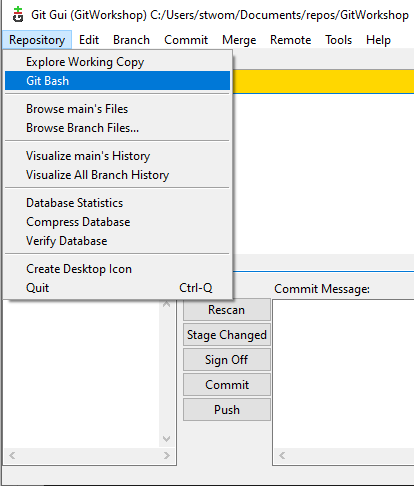 Git Gui (GitWorkshop) C:/Users/stwom/Documents/repos/GitWorkshop
Repository Edit Branch Commit Merge Remote Tools Help
Explore Working Copy
Git Bash
Browse main's Files
Browse Branch Files...
Visualize main's History
Visualize All Branch History
Database Statistics
Compress Database
Verify Database
Create Desktop Icon
Quit Ctrl-Q
Commit Message:
Rescan
Stage Changed
Sign Off
Commit
Push